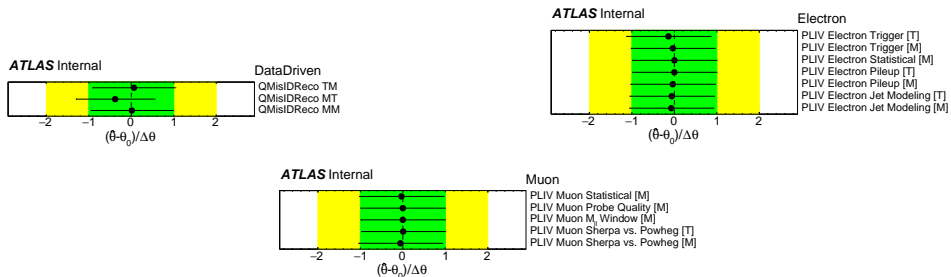 ATLAS Internal
DataDriven
QMisIDReco TM
QMisIDReco MT
QMisIDReco MM
−2 −1 0 1 2
(θ̂-θ₀)/Δθ
ATLAS Internal
Electron
PLIV Electron Trigger [T]
PLIV Electron Trigger [M]
PLIV Electron Statistical [M]
PLIV Electron Pileup [T]
PLIV Electron Pileup [M]
PLIV Electron Jet Modeling [T]
PLIV Electron Jet Modeling [M]
−2 −1 0 1 2
(θ̂-θ₀)/Δθ
ATLAS Internal
Muon
PLIV Muon Statistical [M]
PLIV Muon Probe Quality [M]
PLIV Muon Window [M]
PLIV Muon Sherpa vs. Powheg [T]
PLIV Muon Sherpa vs. Powheg [M]
−2 −1 0 1 2
(θ̂-θ₀)/Δθ